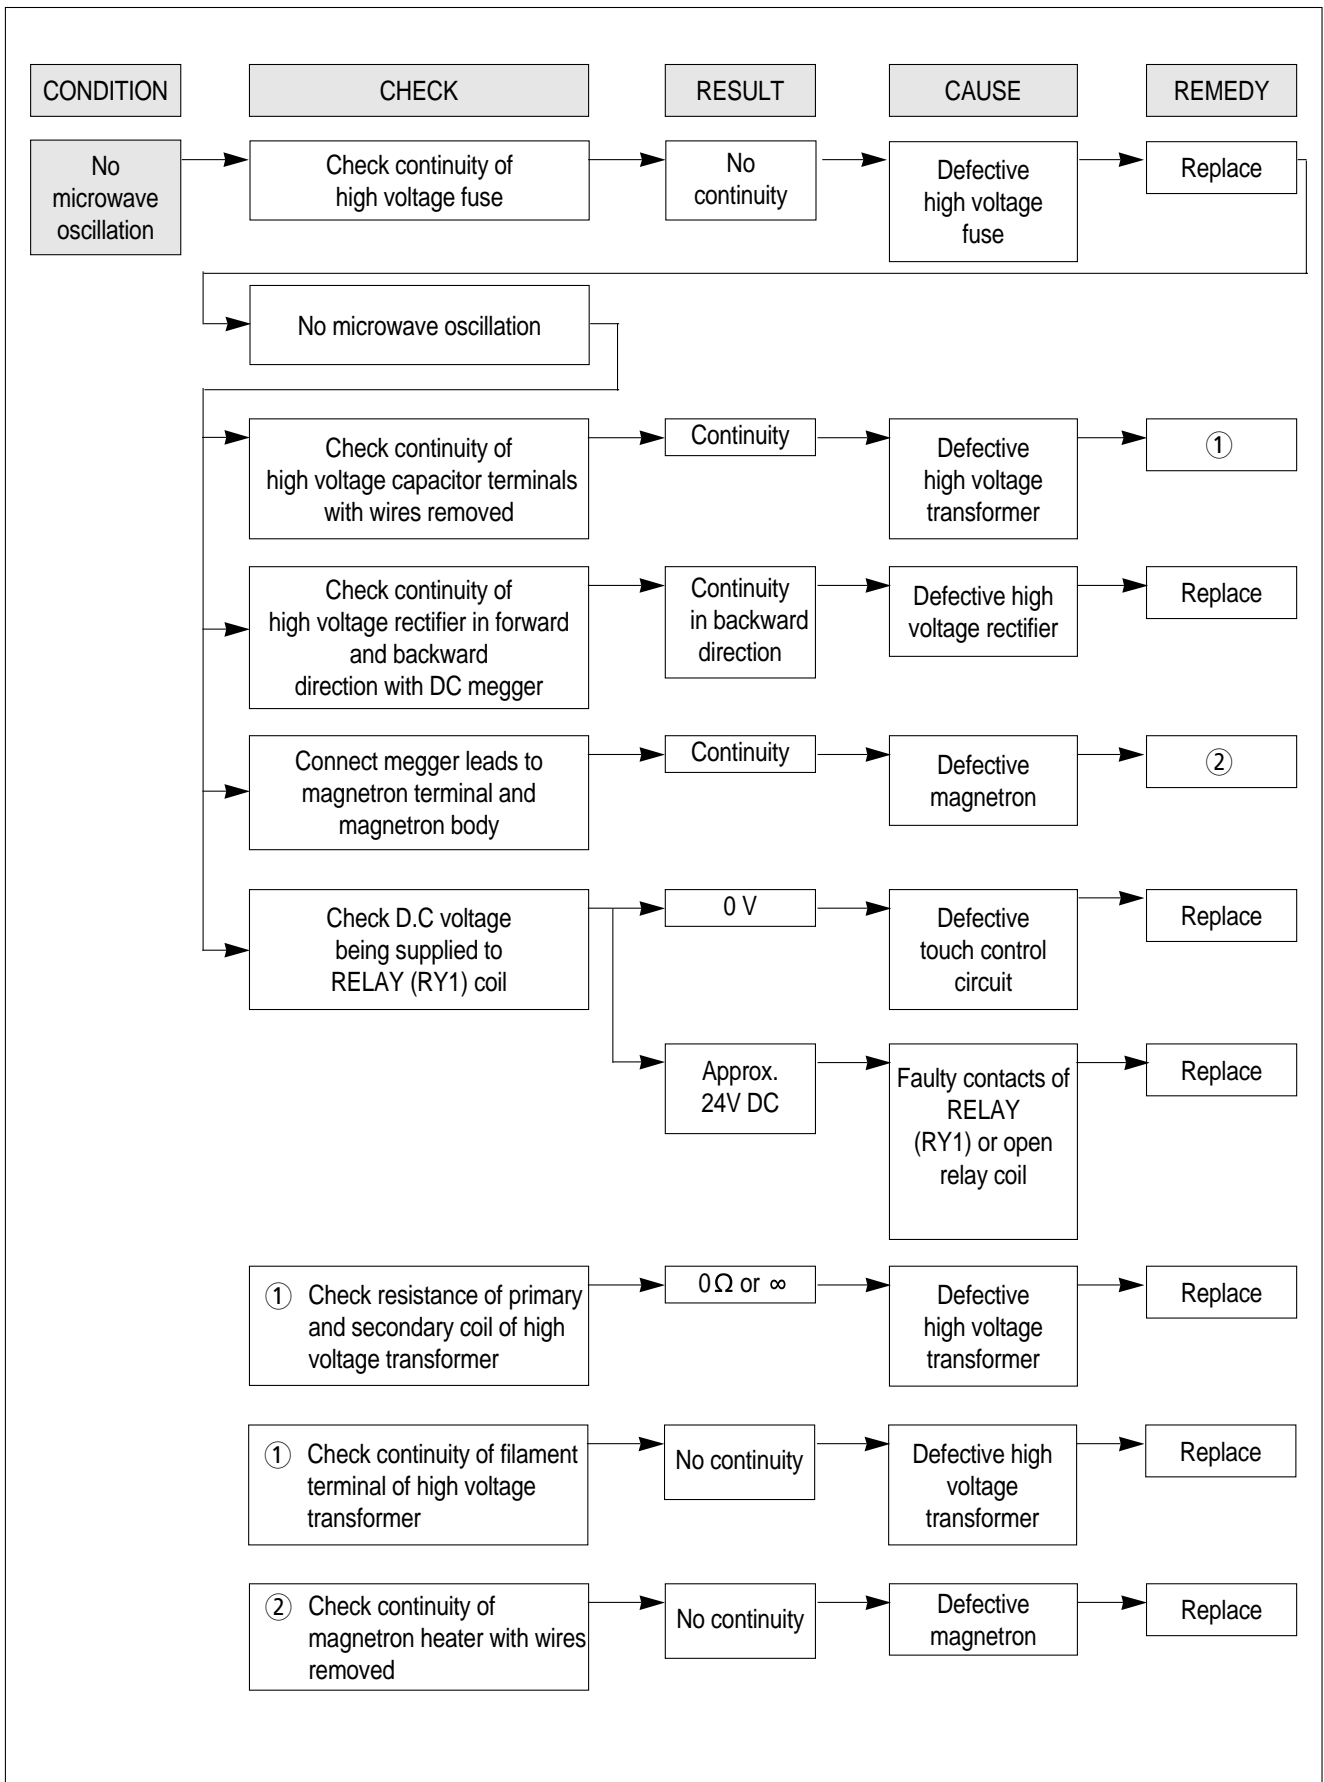 CONDITION
CHECK
RESULT
CAUSE
REMEDY
No
microwave
oscillation
Check continuity of
high voltage fuse
No
continuity
Defective
high voltage
fuse
Replace
No microwave oscillation
Check continuity of
high voltage capacitor terminals
with wires removed
Continuity
Defective
high voltage
transformer
①
Check continuity of
high voltage rectifier in forward
and backward
direction with DC megger
Continuity
in backward
direction
Defective high
voltage rectifier
Replace
Connect megger leads to
magnetron terminal and
magnetron body
Continuity
Defective
magnetron
②
Check D.C voltage
being supplied to
RELAY (RY1) coil
0 V
Defective
touch control
circuit
Replace
Approx.
24V DC
Faulty contacts of
RELAY
(RY1) or open
relay coil
Replace
① Check resistance of primary
and secondary coil of high
voltage transformer
0Ω or ∞
Defective
high voltage
transformer
Replace
① Check continuity of filament
terminal of high voltage
transformer
No continuity
Defective high
voltage
transformer
Replace
② Check continuity of
magnetron heater with wires
removed
No continuity
Defective
magnetron
Replace